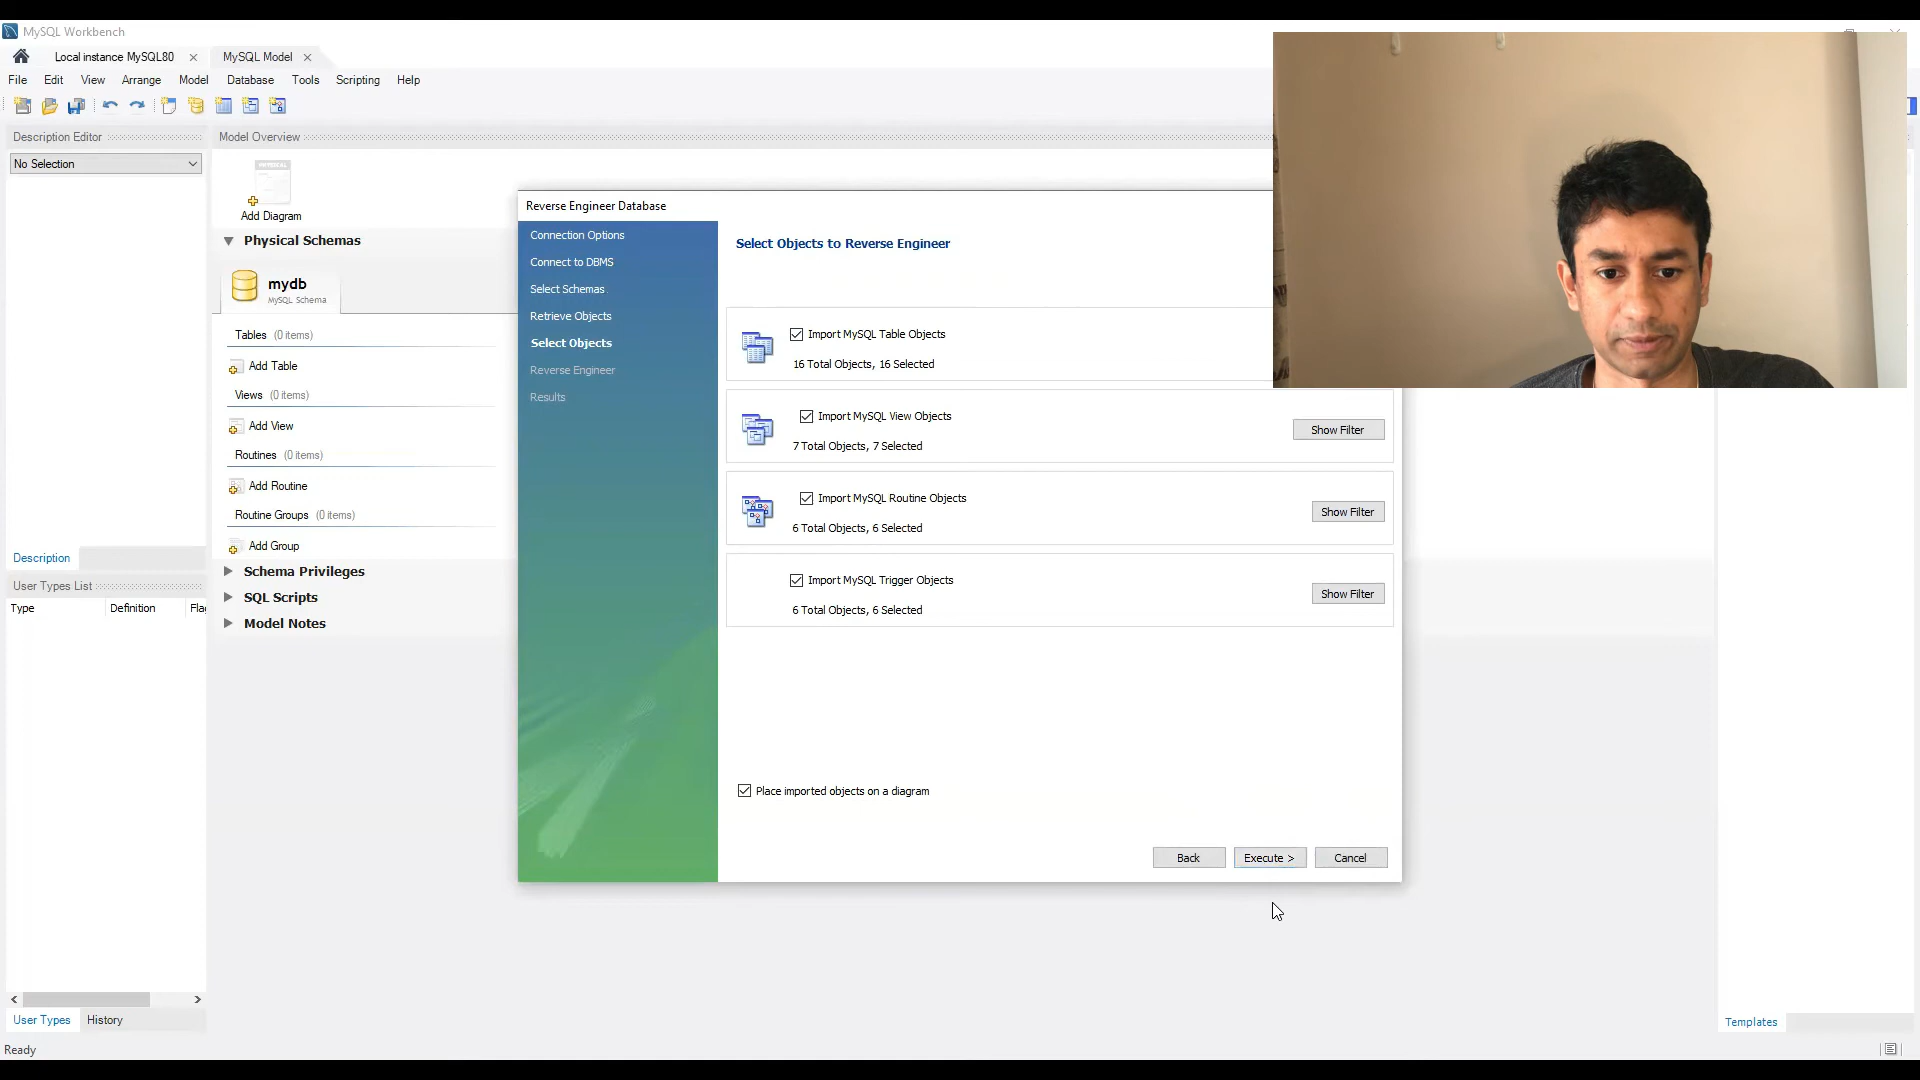 MySQL Workbench
Local instance MySQL80
MySQL Model
File Edit View Arrange Model Database Tools Scripting Help
Description Editor
Model Overview
No Selection
Add Diagram
Physical Schemas
mydb
MySQL Schema
Tables (0 items)
Add Table
Views (0 items)
Add View
Routines (0 items)
Add Routine
Routine Groups (0 items)
Add Group
Schema Privileges
SQL Scripts
Model Notes
Description
User Types List
Type Definition Flag
User Types History
Ready
Reverse Engineer Database
Connection Options
Connect to DBMS
Select Schemas
Retrieve Objects
Select Objects
Reverse Engineer
Results
Select Objects to Reverse Engineer
Import MySQL Table Objects
16 Total Objects, 16 Selected
Import MySQL View Objects
7 Total Objects, 7 Selected
Show Filter
Import MySQL Routine Objects
6 Total Objects, 6 Selected
Show Filter
Import MySQL Trigger Objects
6 Total Objects, 6 Selected
Show Filter
Place imported objects on a diagram
Back Execute > Cancel
Templates